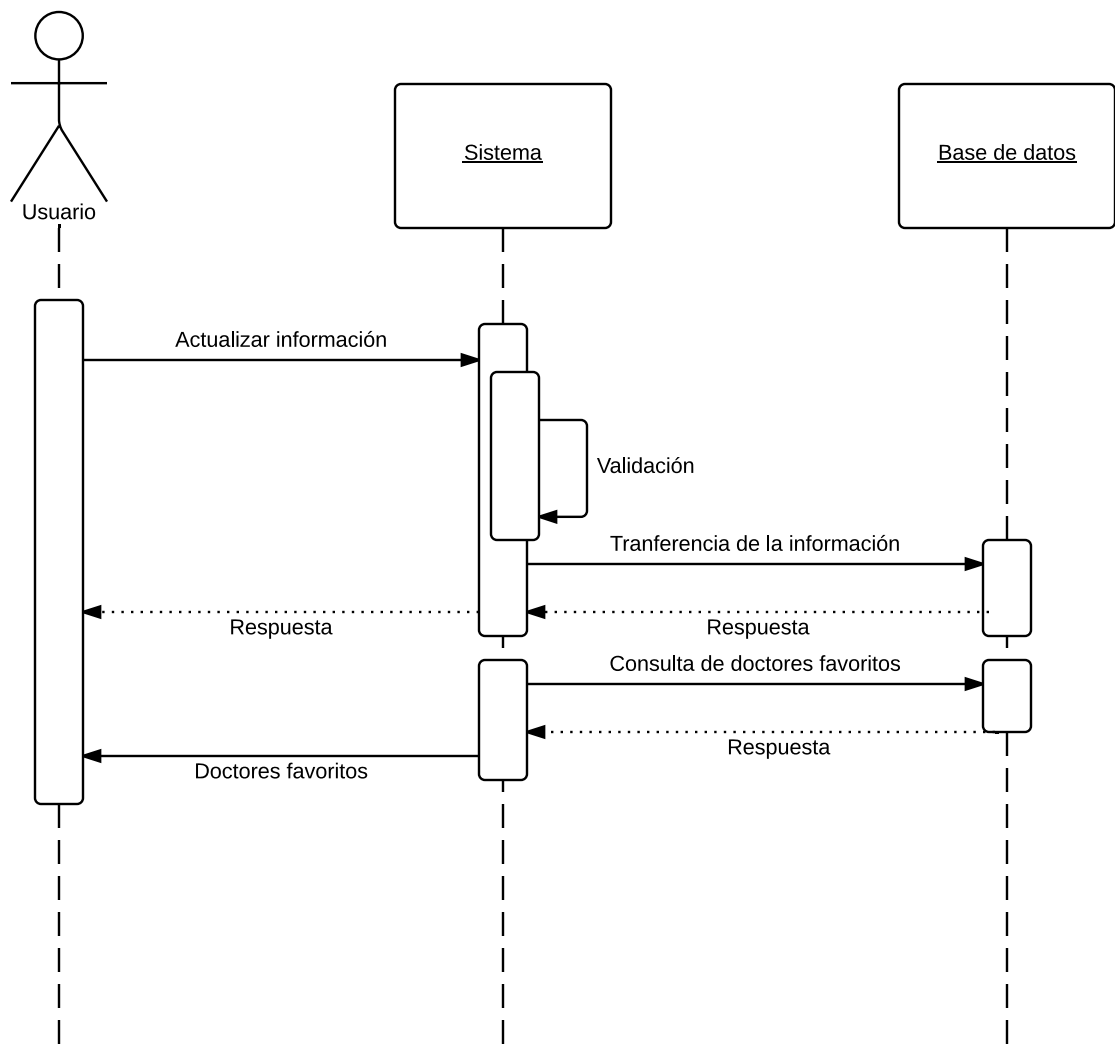 Usuario
Sistema
Base de datos
Actualizar información
Validación
Tranferencia de la información
Respuesta
Respuesta
Consulta de doctores favoritos
Respuesta
Doctores favoritos